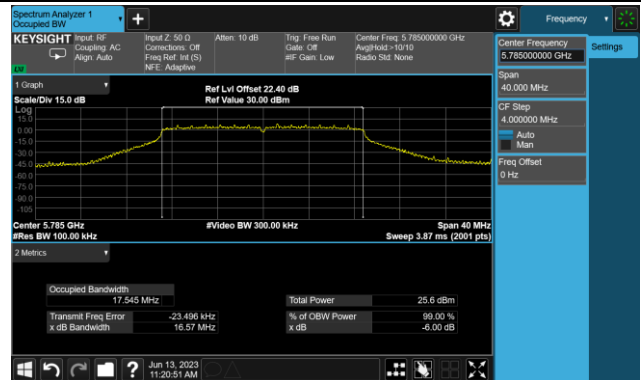 Spectrum Analyzer 1
Occupied BW
Frequency
KEYSIGHT
Input: RF
Coupling: AC
Align: Auto
Input Z: 50 Ω
Corrections: Off
Freq Ref: Int (S)
NFE: Adaptive
Atten: 10 dB
Trig: Free Run
Gate: Off
#IF Gain: Low
Center Freq: 5.785000000 GHz
Avg|Hold:>10/10
Radio Std: None
Center Frequency
5.785000000 GHz
Settings
Span
40.000 MHz
CF Step
4.000000 MHz
Auto
Man
Freq Offset
0 Hz
1 Graph
Scale/Div 15.0 dB
Ref Lvl Offset 22.40 dB
Ref Value 30.00 dBm
Log
15.0
0.00
-15.0
-30.0
-45.0
-60.0
-75.0
-90.0
-105
Center 5.785 GHz
#Res BW 100.00 kHz
#Video BW 300.00 kHz
Span 40 MHz
Sweep 3.87 ms (2001 pts)
2 Metrics
Occupied Bandwidth
17.545 MHz
Total Power 25.6 dBm
Transmit Freq Error -23.496 kHz
% of OBW Power 99.00 %
x dB Bandwidth 16.57 MHz
x dB -6.00 dB
Jun 13, 2023
11:20:51 AM